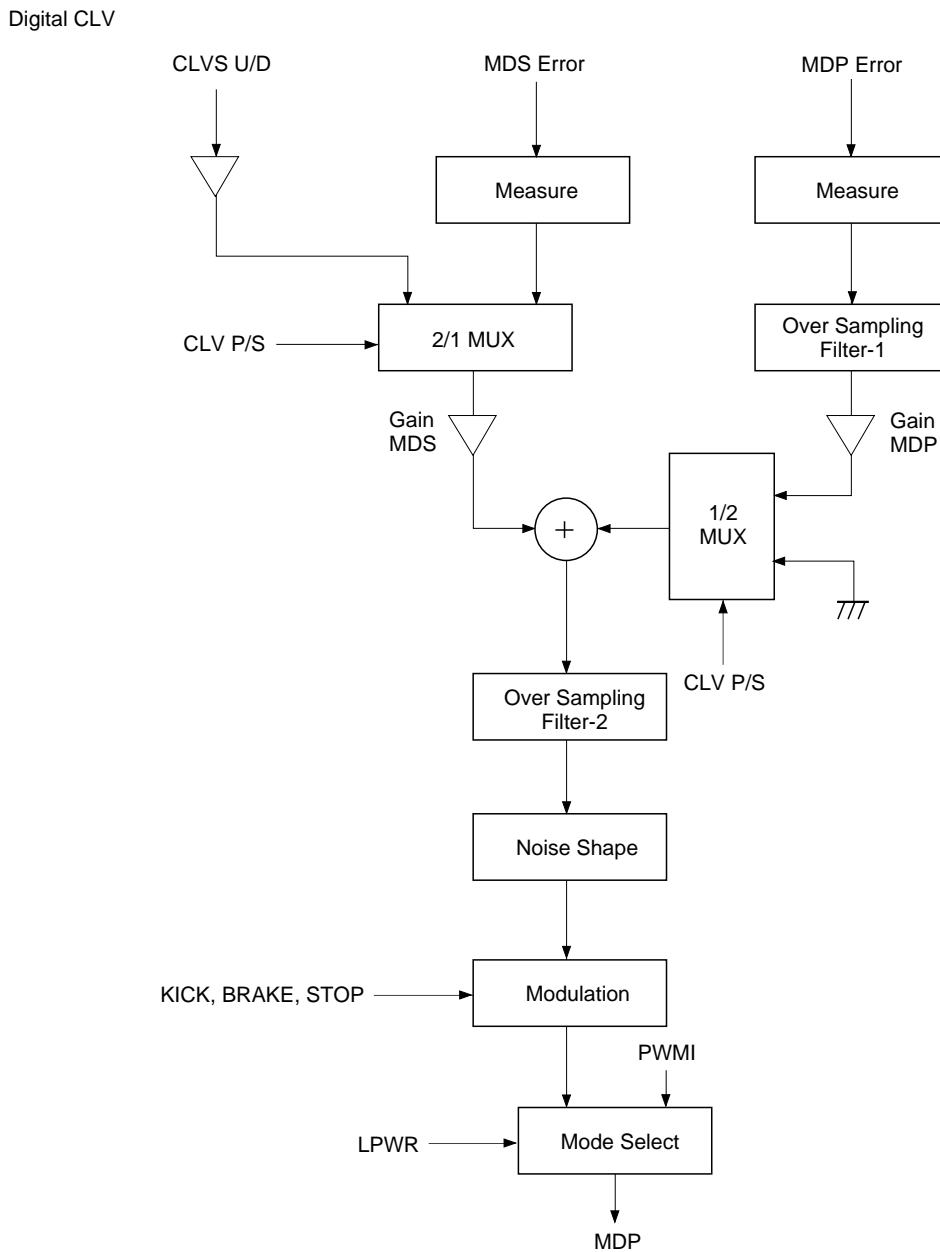 Digital CLV
CLVS U/D
MDS Error
MDP Error
Measure
Measure
CLV P/S
2/1 MUX
Over Sampling
Filter-1
Gain
MDS
Gain
MDP
+
1/2
MUX
CLV P/S
Over Sampling
Filter-2
Noise Shape
KICK, BRAKE, STOP
Modulation
PWMI
LPWR
Mode Select
MDP